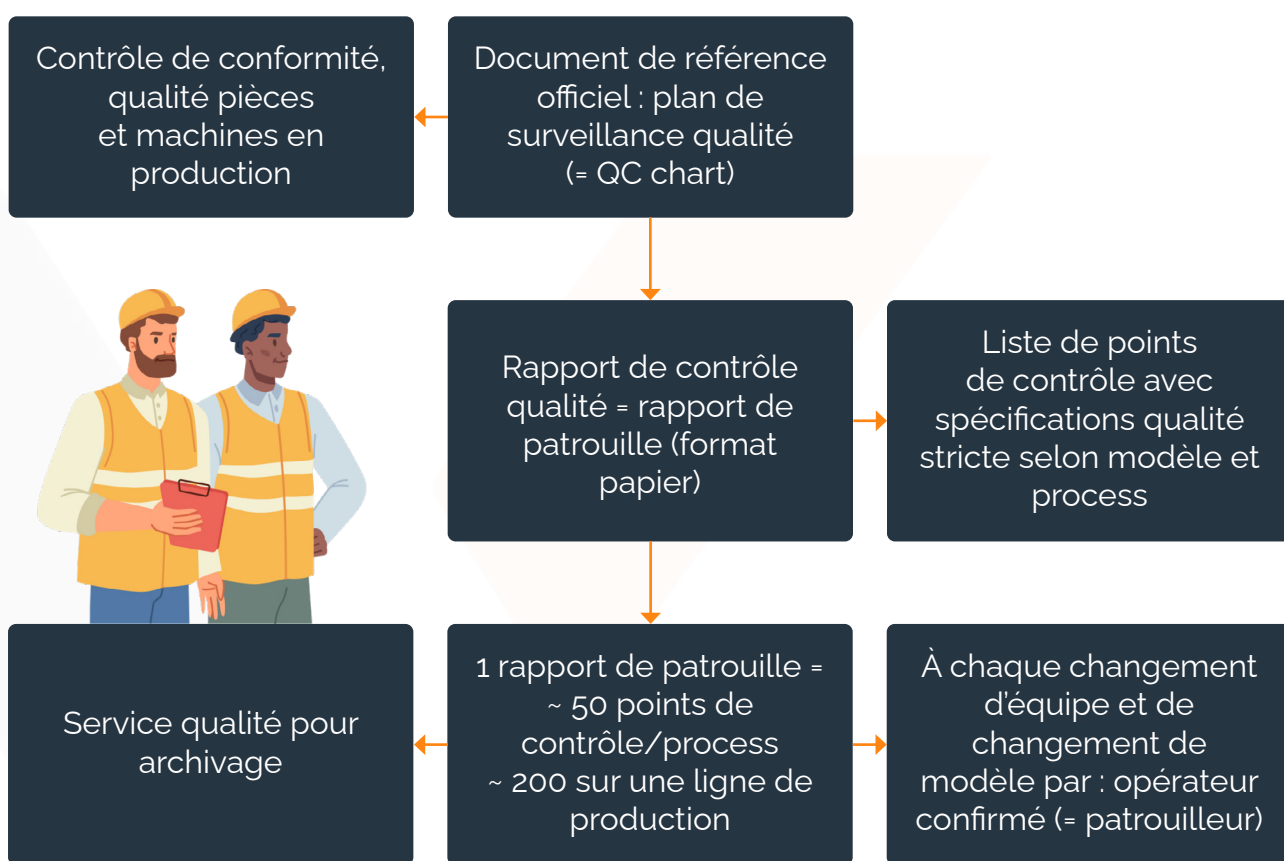 Contrôle de conformité,
qualité pièces
et machines en
production
Document de référence
officiel : plan de
surveillance qualité
(= QC chart)
Rapport de contrôle
qualité = rapport de
patrouille (format
papier)
Liste de points
de contrôle avec
spécifications qualité
stricte selon modèle et
process
Service qualité pour
archivage
1 rapport de patrouille =
~ 50 points de
contrôle/process
~ 200 sur une ligne de
production
À chaque changement
d’équipe et de
changement de
modèle par : opérateur
confirmé (= patrouilleur)